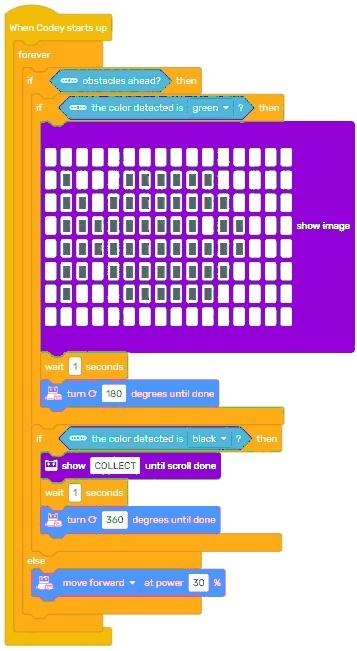 When Codey starts up
forever
if obstacles ahead? then
if the color detected is green ? then
show image
wait 1 seconds
turn 180 degrees until done
if the color detected is black ? then
show COLLECT until scroll done
wait 1 seconds
turn 360 degrees until done
else
move forward at power 30 %